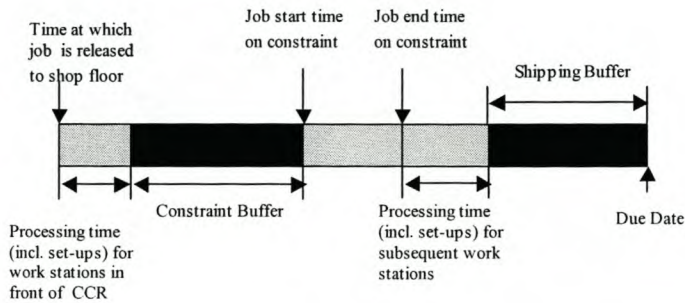 Time at which
job is released
to shop floor
Job start time
on constraint
Job end time
on constraint
Shipping Buffer
Processing time
(incl. set-ups) for
work stations in
front of CCR
Constraint Buffer
Processing time
(incl. set-ups) for
subsequent work
stations
Due Date